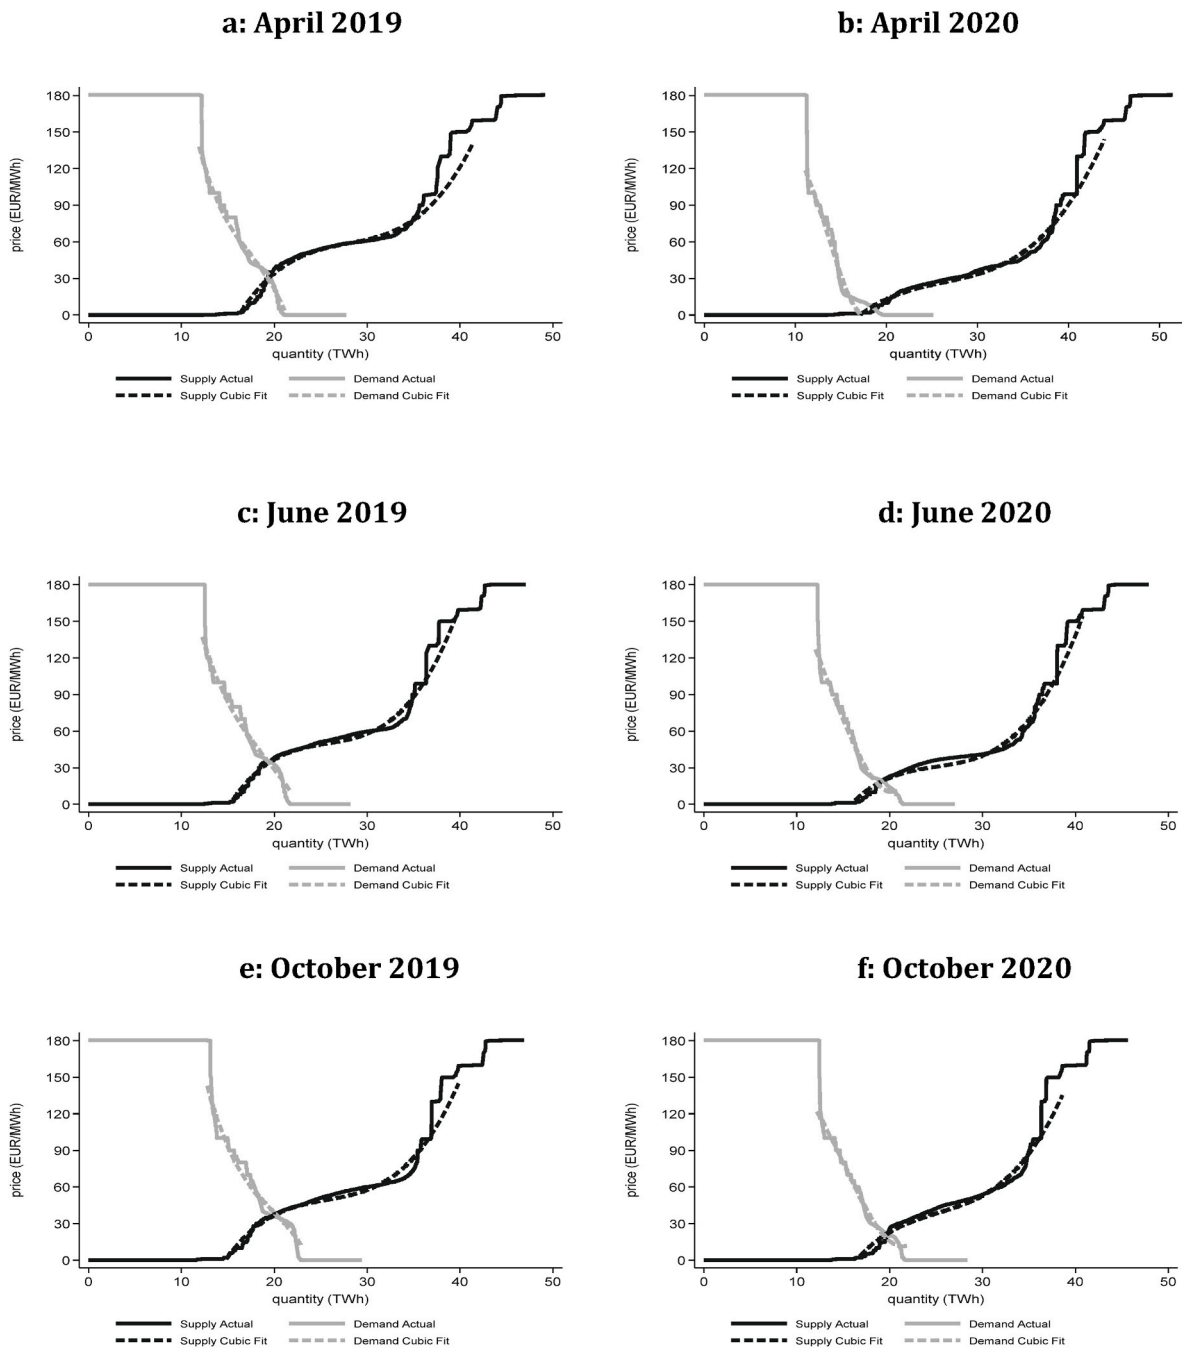 a: April 2019
b: April 2020
price (EUR/MWh)
180
150
120
90
60
30
0
0 10 20 30 40 50
quantity (TWh)
Supply Actual Demand Actual
Supply Cubic Fit Demand Cubic Fit
price (EUR/MWh)
180
150
120
90
60
30
0
0 10 20 30 40 50
quantity (TWh)
Supply Actual Demand Actual
Supply Cubic Fit Demand Cubic Fit
c: June 2019
d: June 2020
price (EUR/MWh)
180
150
120
90
60
30
0
0 10 20 30 40 50
quantity (TWh)
Supply Actual Demand Actual
Supply Cubic Fit Demand Cubic Fit
price (EUR/MWh)
180
150
120
90
60
30
0
0 10 20 30 40 50
quantity (TWh)
Supply Actual Demand Actual
Supply Cubic Fit Demand Cubic Fit
e: October 2019
f: October 2020
price (EUR/MWh)
180
150
120
90
60
30
0
0 10 20 30 40 50
quantity (TWh)
Supply Actual Demand Actual
Supply Cubic Fit Demand Cubic Fit
price (EUR/MWh)
180
150
120
90
60
30
0
0 10 20 30 40 50
quantity (TWh)
Supply Actual Demand Actual
Supply Cubic Fit Demand Cubic Fit